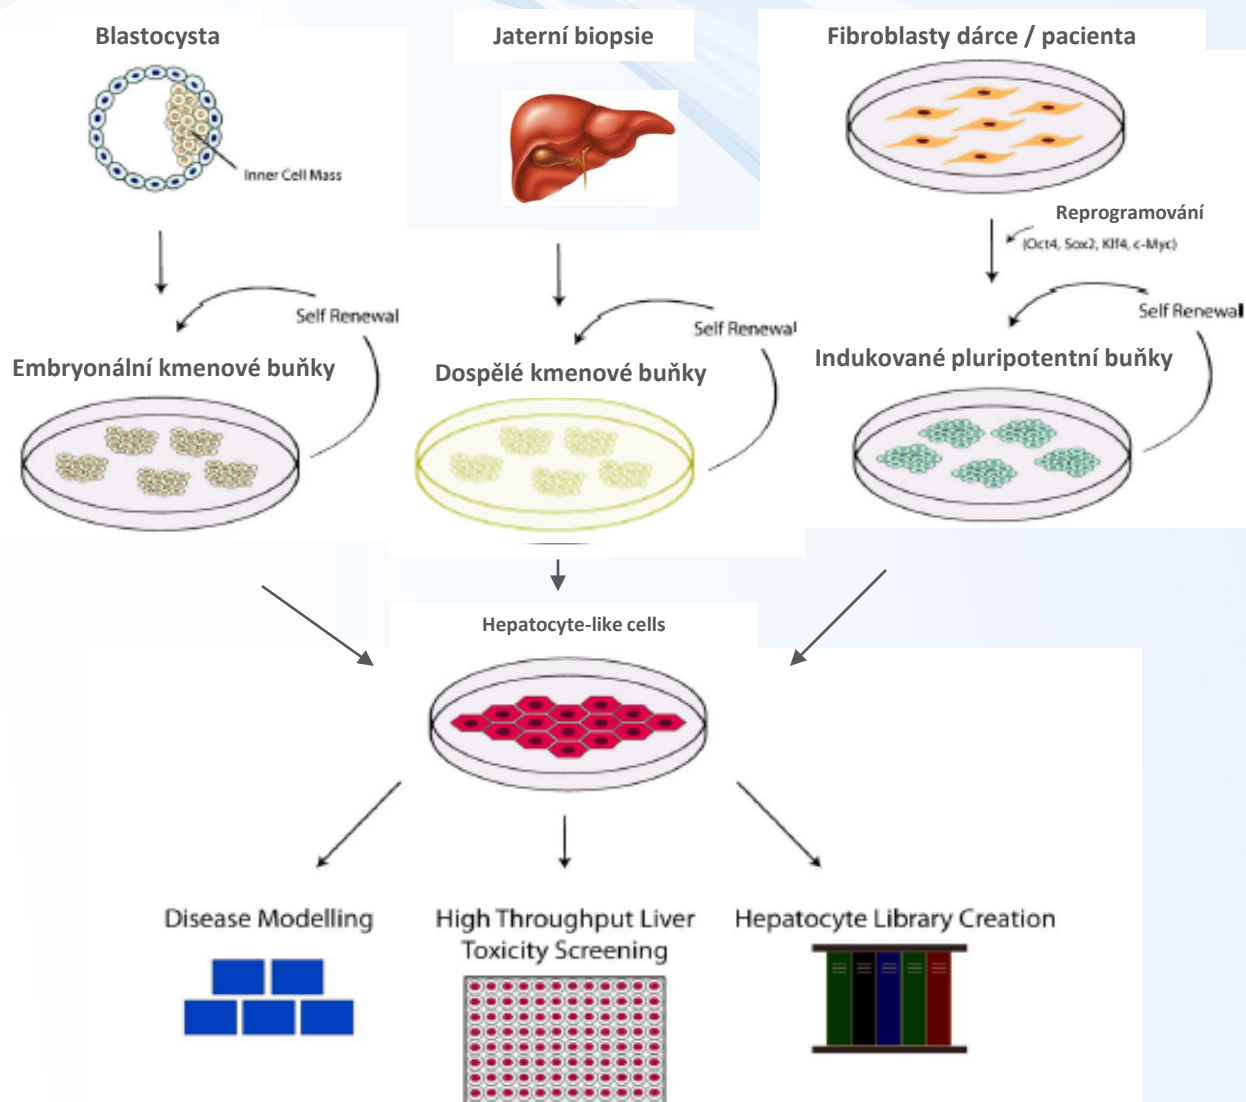 Blastocysta
Inner Cell Mass
Self Renewal
Embryonální kmenové buňky
Jaterní biopsie
Self Renewal
Dospělé kmenové buňky
Fibroblasty dárce / pacienta
Reprogramování
(Oct4, Sox2, Klf4, c-Myc)
Self Renewal
Indukované pluripotentní buňky
Hepatocyte-like cells
Disease Modelling
High Throughput Liver
Toxicity Screening
Hepatocyte Library Creation